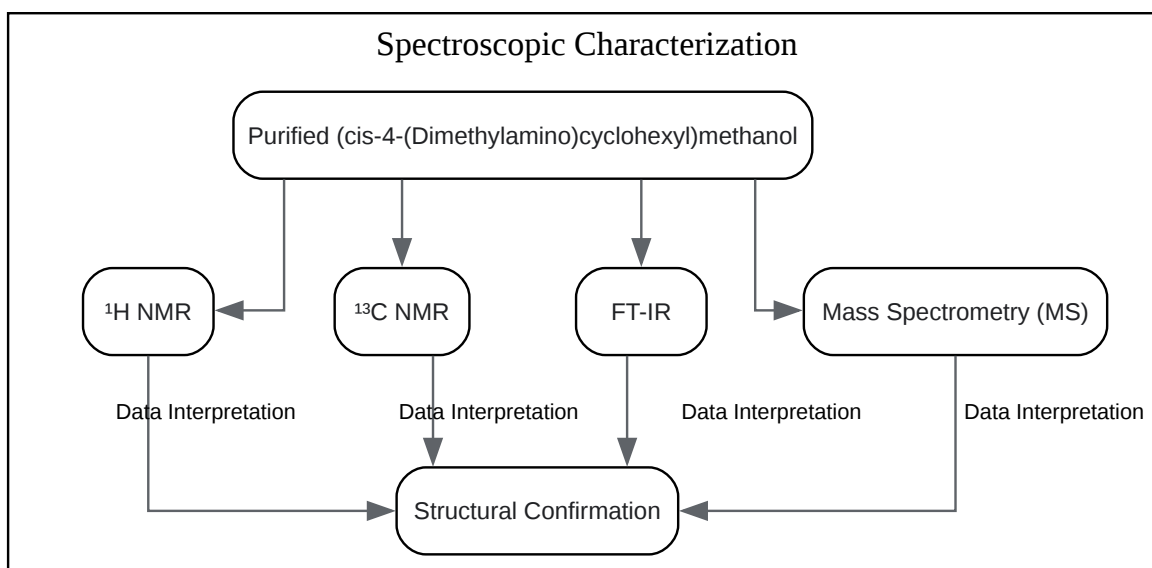 Spectroscopic Characterization
Purified (cis-4-(Dimethylamino)cyclohexyl)methanol
¹H NMR
¹³C NMR
FT-IR
Mass Spectrometry (MS)
Data Interpretation
Data Interpretation
Data Interpretation
Data Interpretation
Structural Confirmation